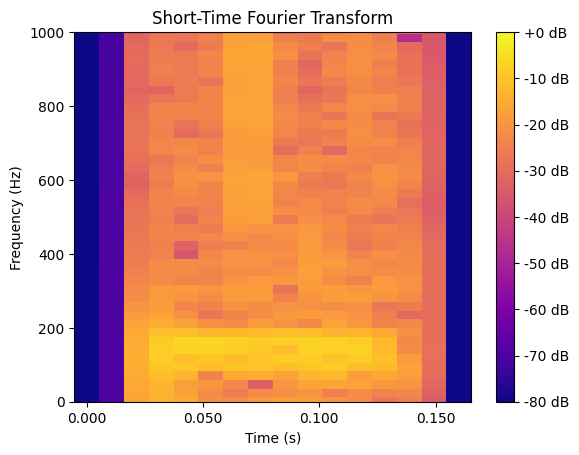 Short-Time Fourier Transform
1000
800
600
400
200
0
Frequency (Hz)
0.000
0.050
0.100
0.150
Time (s)
+0 dB
-10 dB
-20 dB
-30 dB
-40 dB
-50 dB
-60 dB
-70 dB
-80 dB